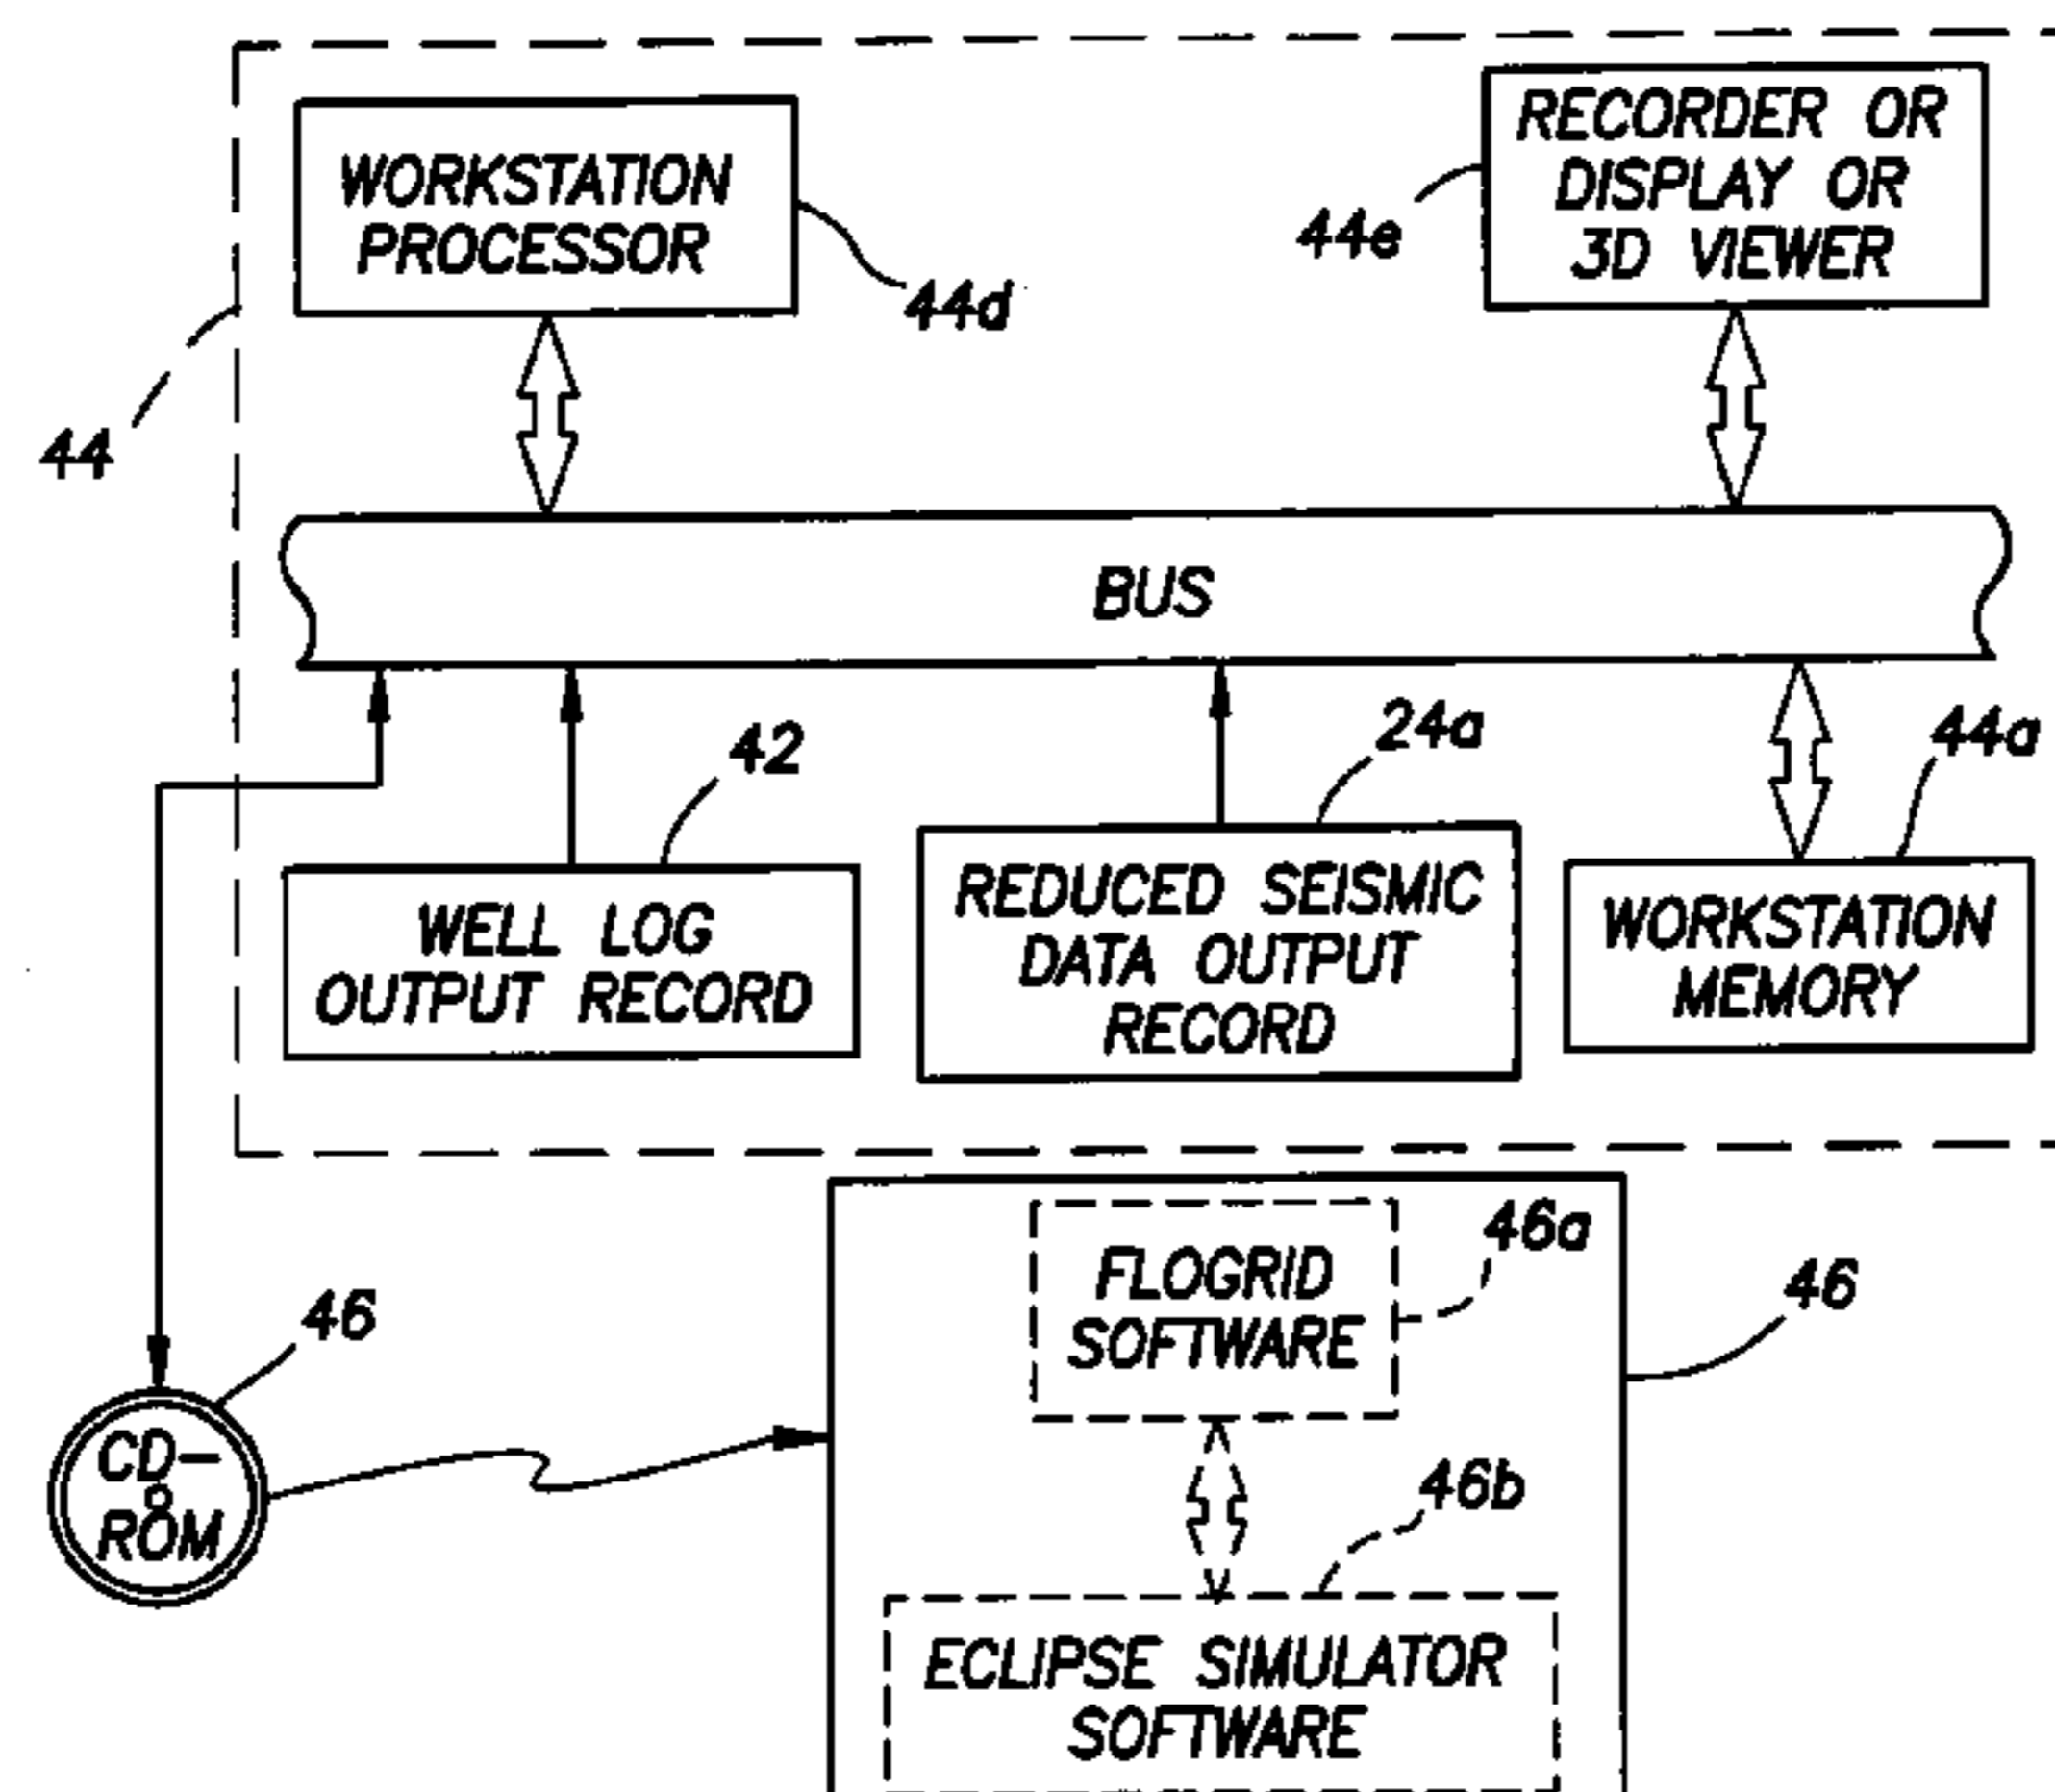 WORKSTATION
PROCESSOR
44d
RECORDER OR
DISPLAY OR
3D VIEWER
44e
44
BUS
42
24a
44a
WELL LOG
OUTPUT RECORD
REDUCED SEISMIC
DATA OUTPUT
RECORD
WORKSTATION
MEMORY
46
CD-
ROM
FLOGRID
SOFTWARE
46a
46
46b
ECLIPSE SIMULATOR
SOFTWARE